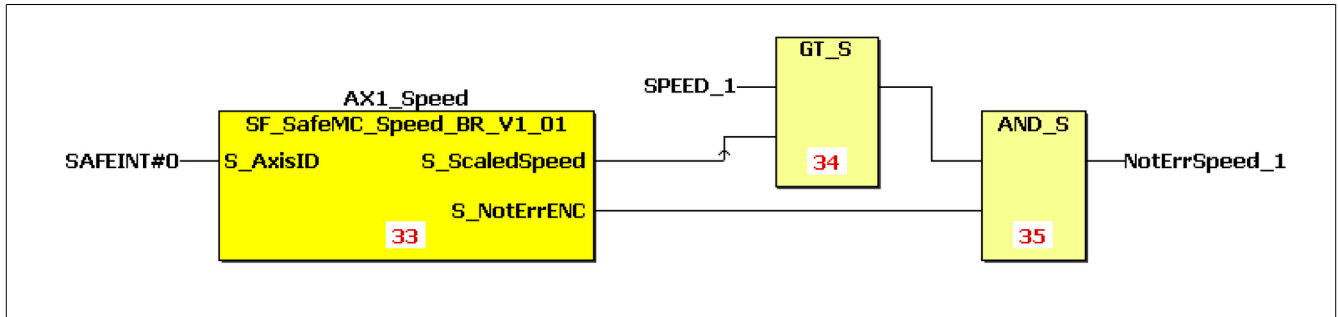 GT_S
SPEED_1
34
AX1_Speed
SF_SafeMC_Speed_BR_V1_01
SAFEINT#0
S_AxisID
S_ScaledSpeed
S_NotErrENC
33
AND_S
NotErrSpeed_1
35